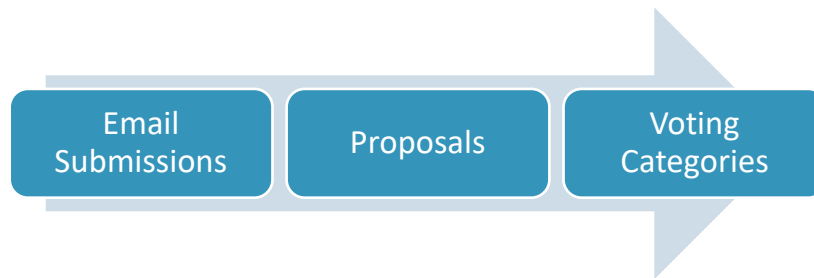 Email
Submissions
Proposals
Voting
Categories